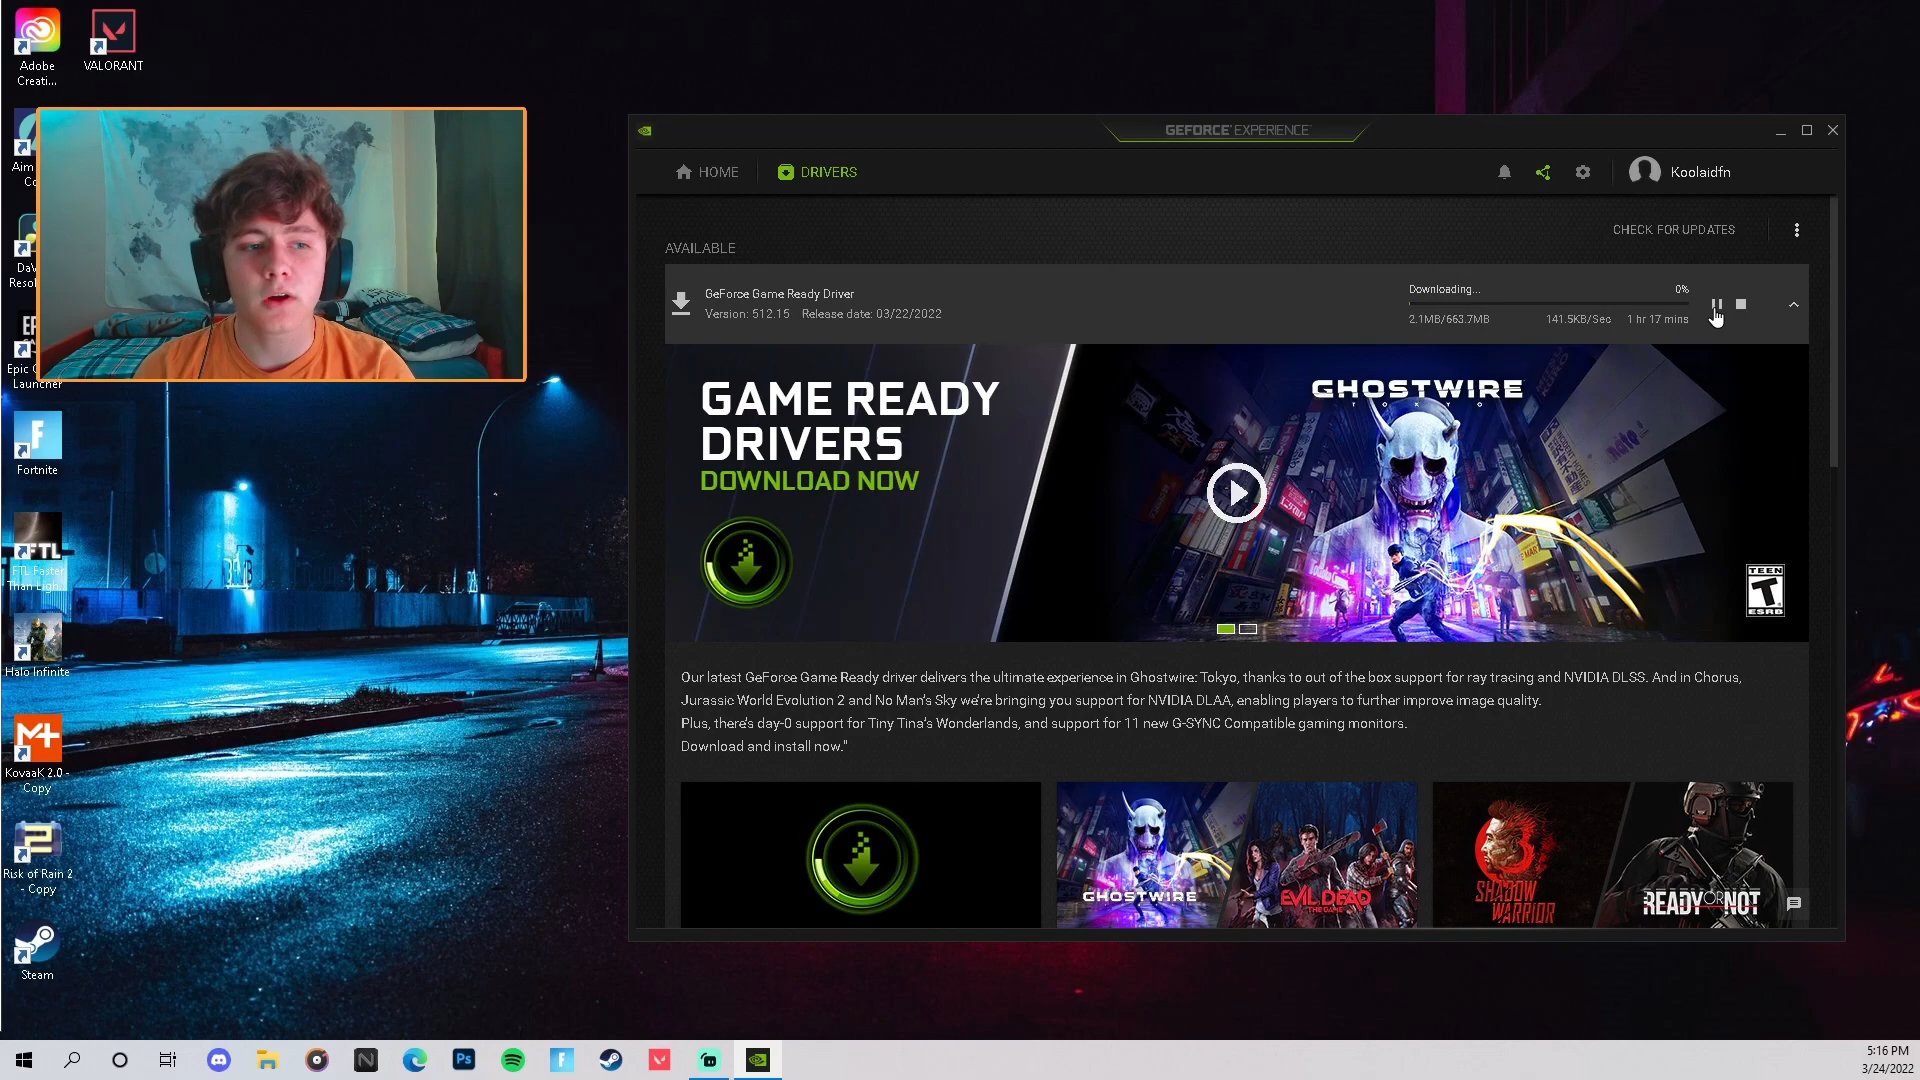 Adobe
Creati...
VALORANT
Aim
Co
DaV
Resol
Epic G
Launcher
Fortnite
FTL
FTL Faster
Than Ligh...
Halo Infinite
KovaaK 2.0 -
Copy
Risk of Rain 2
- Copy
Steam
GEFORCE EXPERIENCE
HOME
DRIVERS
Koolaidfn
CHECK FOR UPDATES
AVAILABLE
GeForce Game Ready Driver
Version: 512.15 Release date: 03/22/2022
Downloading...
0%
2.1MB/663.7MB
141.5KB/Sec
1 hr 17 mins
GAME READY
DRIVERS
DOWNLOAD NOW
GHOSTWIRE
TOKYO
TEEN
T
ESRB
Our latest GeForce Game Ready driver delivers the ultimate experience in Ghostwire: Tokyo, thanks to out of the box support for ray tracing and NVIDIA DLSS. And in Chorus,
Jurassic World Evolution 2 and No Man's Sky we're bringing you support for NVIDIA DLAA, enabling players to further improve image quality.
Plus, there's day-0 support for Tiny Tina's Wonderlands, and support for 11 new G-SYNC Compatible gaming monitors.
Download and install now."
GHOSTWIRE
EVIL DEAD
THE GAME
SHADOW
WARRIOR
3
READY OR NOT
Ps
5:16 PM
3/24/2022